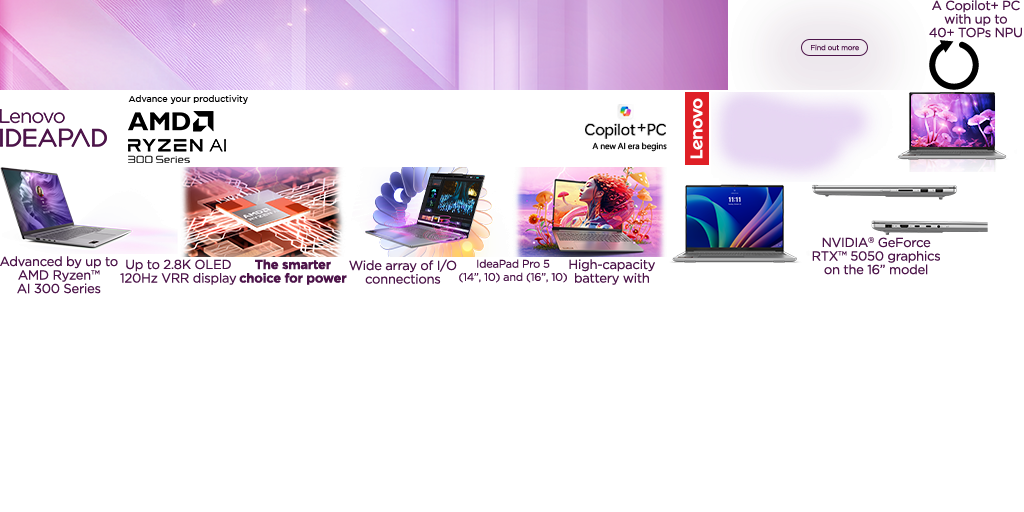 A Copilot+ PC
with up to
40+ TOPs NPU
Find out more
Lenovo
IDEAPAD
Advance your productivity
AMD
RYZEN AI
300 Series
Copilot+PC
A new AI era begins
Lenovo
11:11
Advanced by up to
AMD Ryzen™
AI 300 Series
Up to 2.8K OLED
120Hz VRR display
The smarter
choice for power
Wide array of I/O
connections
IdeaPad Pro 5
(14”, 10) and (16”, 10)
High-capacity
battery with
NVIDIA® GeForce
RTX™ 5050 graphics
on the 16” model
AMD